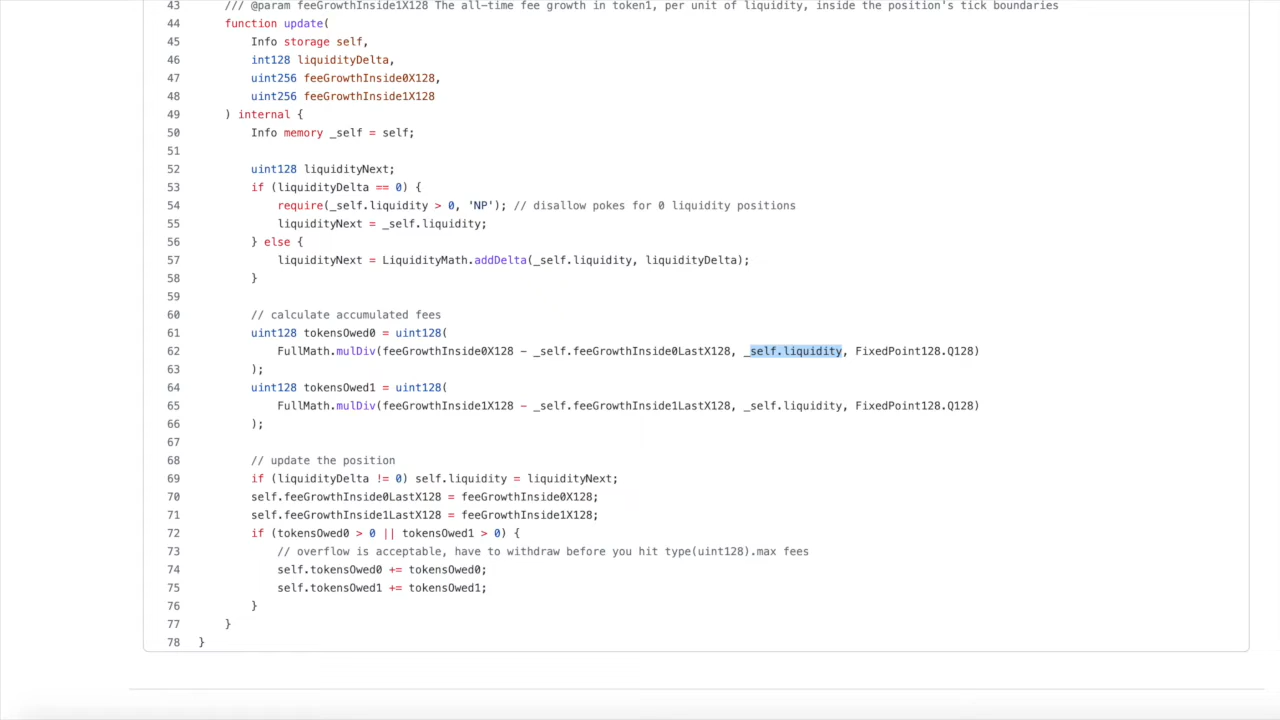 43 /// @param feeGrowthInside1X128 The all-time fee growth in token1, per unit of liquidity, inside the position's tick boundaries
44 function update(
45 Info storage self,
46 int128 liquidityDelta,
47 uint256 feeGrowthInside0X128,
48 uint256 feeGrowthInside1X128
49 ) internal {
50 Info memory _self = self;
51
52 uint128 liquidityNext;
53 if (liquidityDelta == 0) {
54 require(_self.liquidity > 0, 'NP'); // disallow pokes for 0 liquidity positions
55 liquidityNext = _self.liquidity;
56 } else {
57 liquidityNext = LiquidityMath.addDelta(_self.liquidity, liquidityDelta);
58 }
59
60 // calculate accumulated fees
61 uint128 tokensOwed0 = uint128(
62 FullMath.mulDiv(feeGrowthInside0X128 - _self.feeGrowthInside0LastX128, _self.liquidity, FixedPoint128.Q128)
63 );
64 uint128 tokensOwed1 = uint128(
65 FullMath.mulDiv(feeGrowthInside1X128 - _self.feeGrowthInside1LastX128, _self.liquidity, FixedPoint128.Q128)
66 );
67
68 // update the position
69 if (liquidityDelta != 0) self.liquidity = liquidityNext;
70 self.feeGrowthInside0LastX128 = feeGrowthInside0X128;
71 self.feeGrowthInside1LastX128 = feeGrowthInside1X128;
72 if (tokensOwed0 > 0 || tokensOwed1 > 0) {
73 // overflow is acceptable, have to withdraw before you hit type(uint128).max fees
74 self.tokensOwed0 += tokensOwed0;
75 self.tokensOwed1 += tokensOwed1;
76 }
77 }
78 }